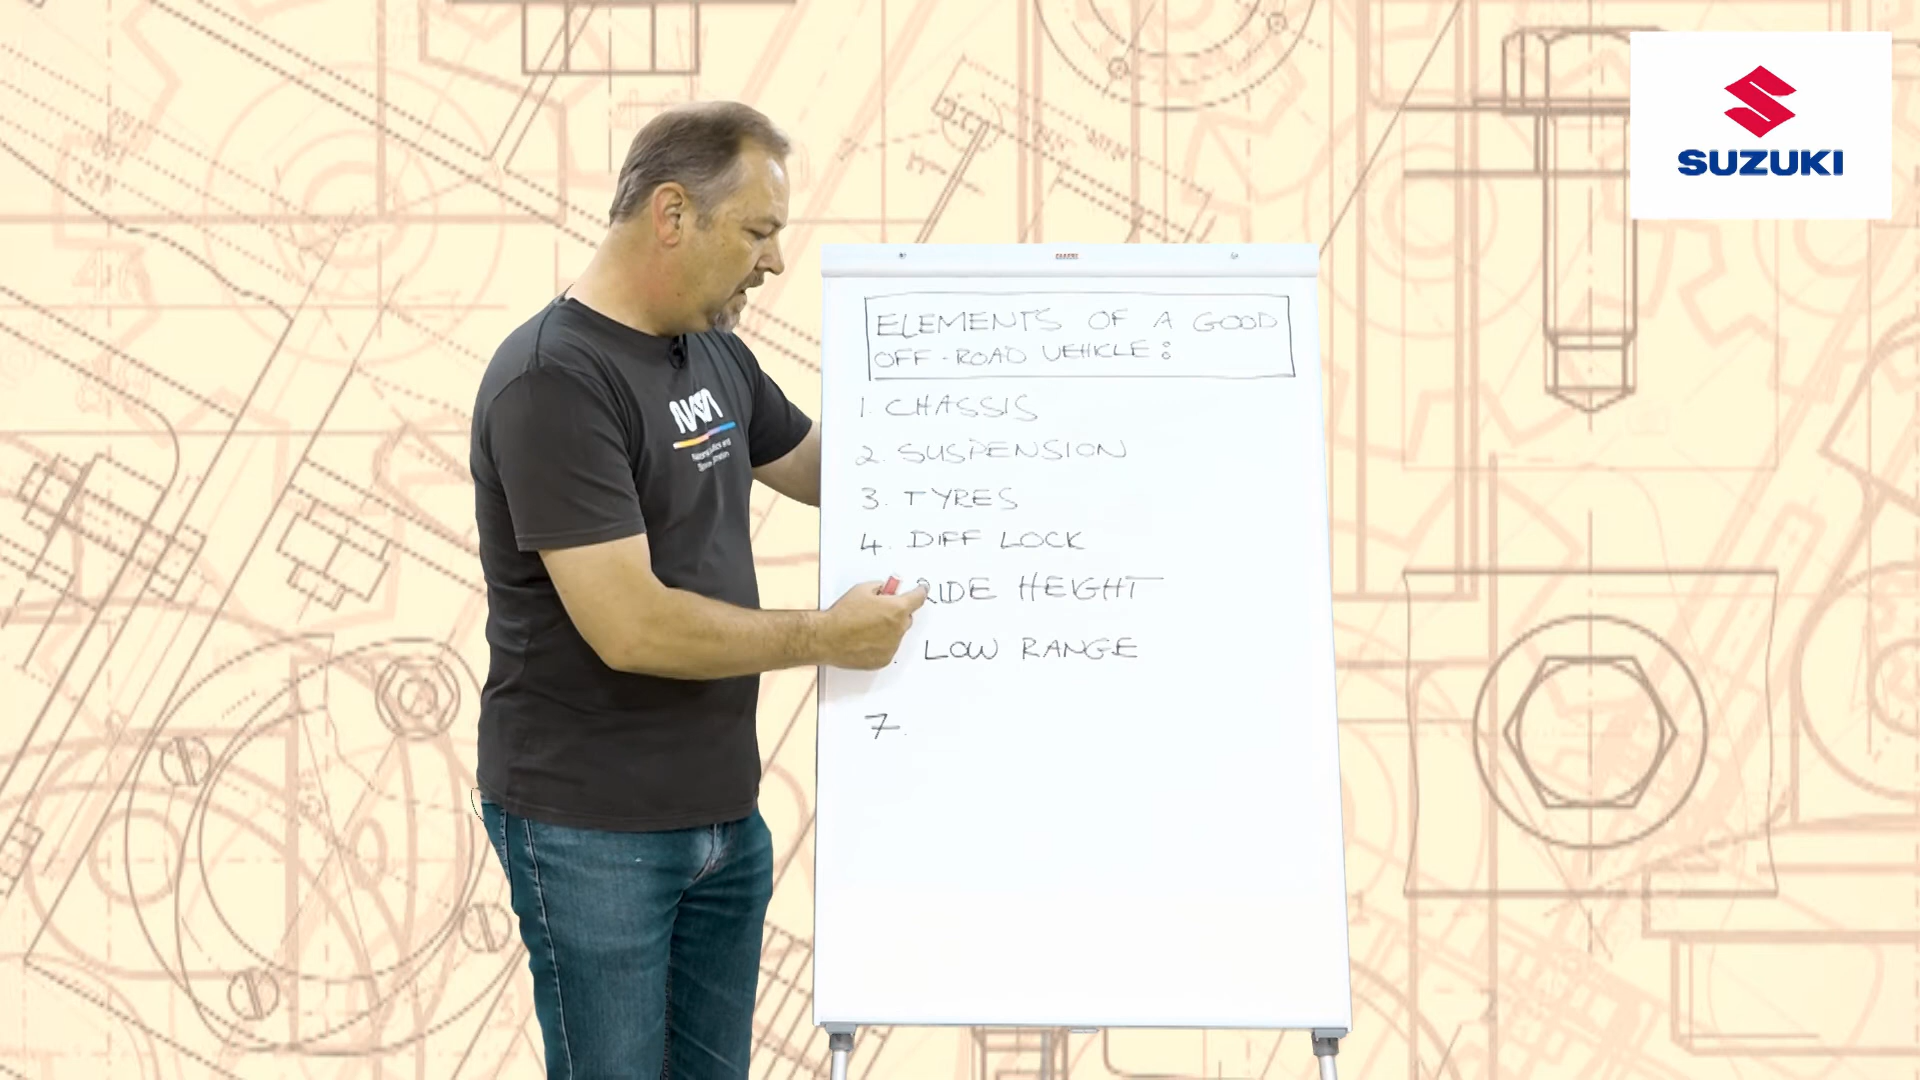 SUZUKI
ELEMENTS OF A GOOD
OFF-ROAD VEHICLE:
1. CHASSIS
2. SUSPENSION
3. TYRES
4. DIFF LOCK
RIDE HEIGHT
LOW RANGE
7.
NASA